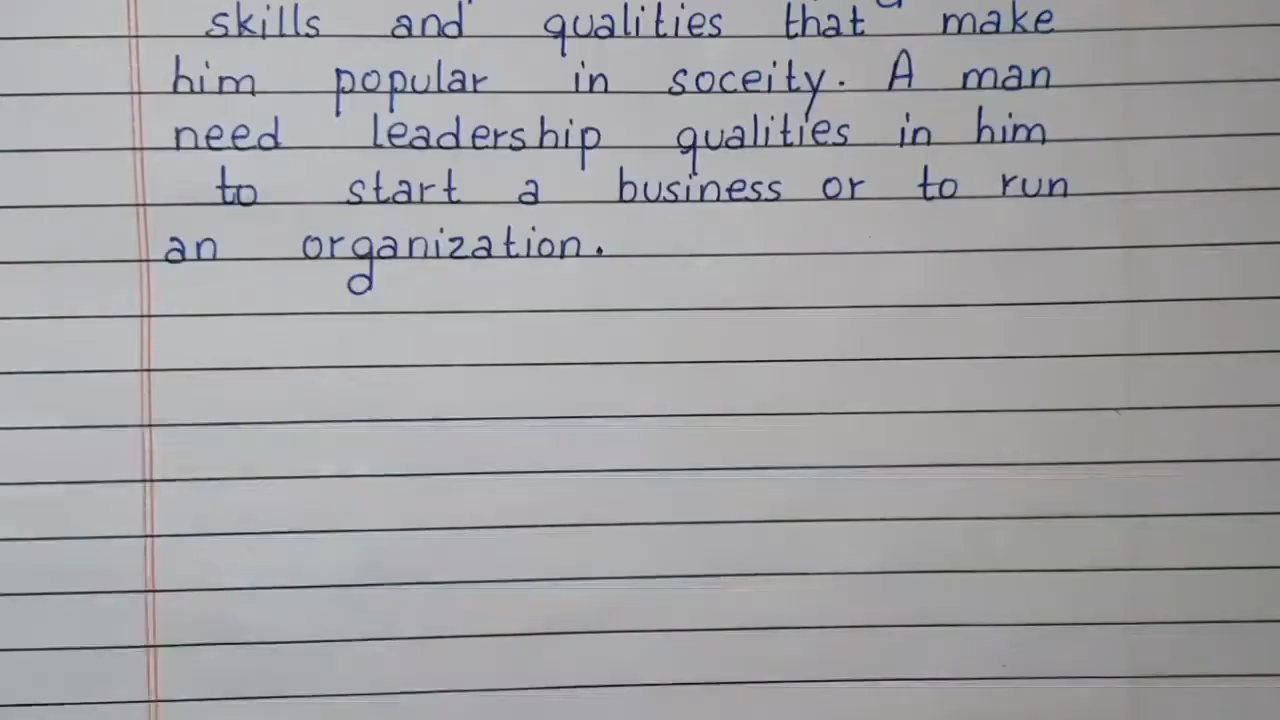 skills and qualities that make
him popular in soceity. A man
need leadership qualities in him
to start a business or to run
an organization.